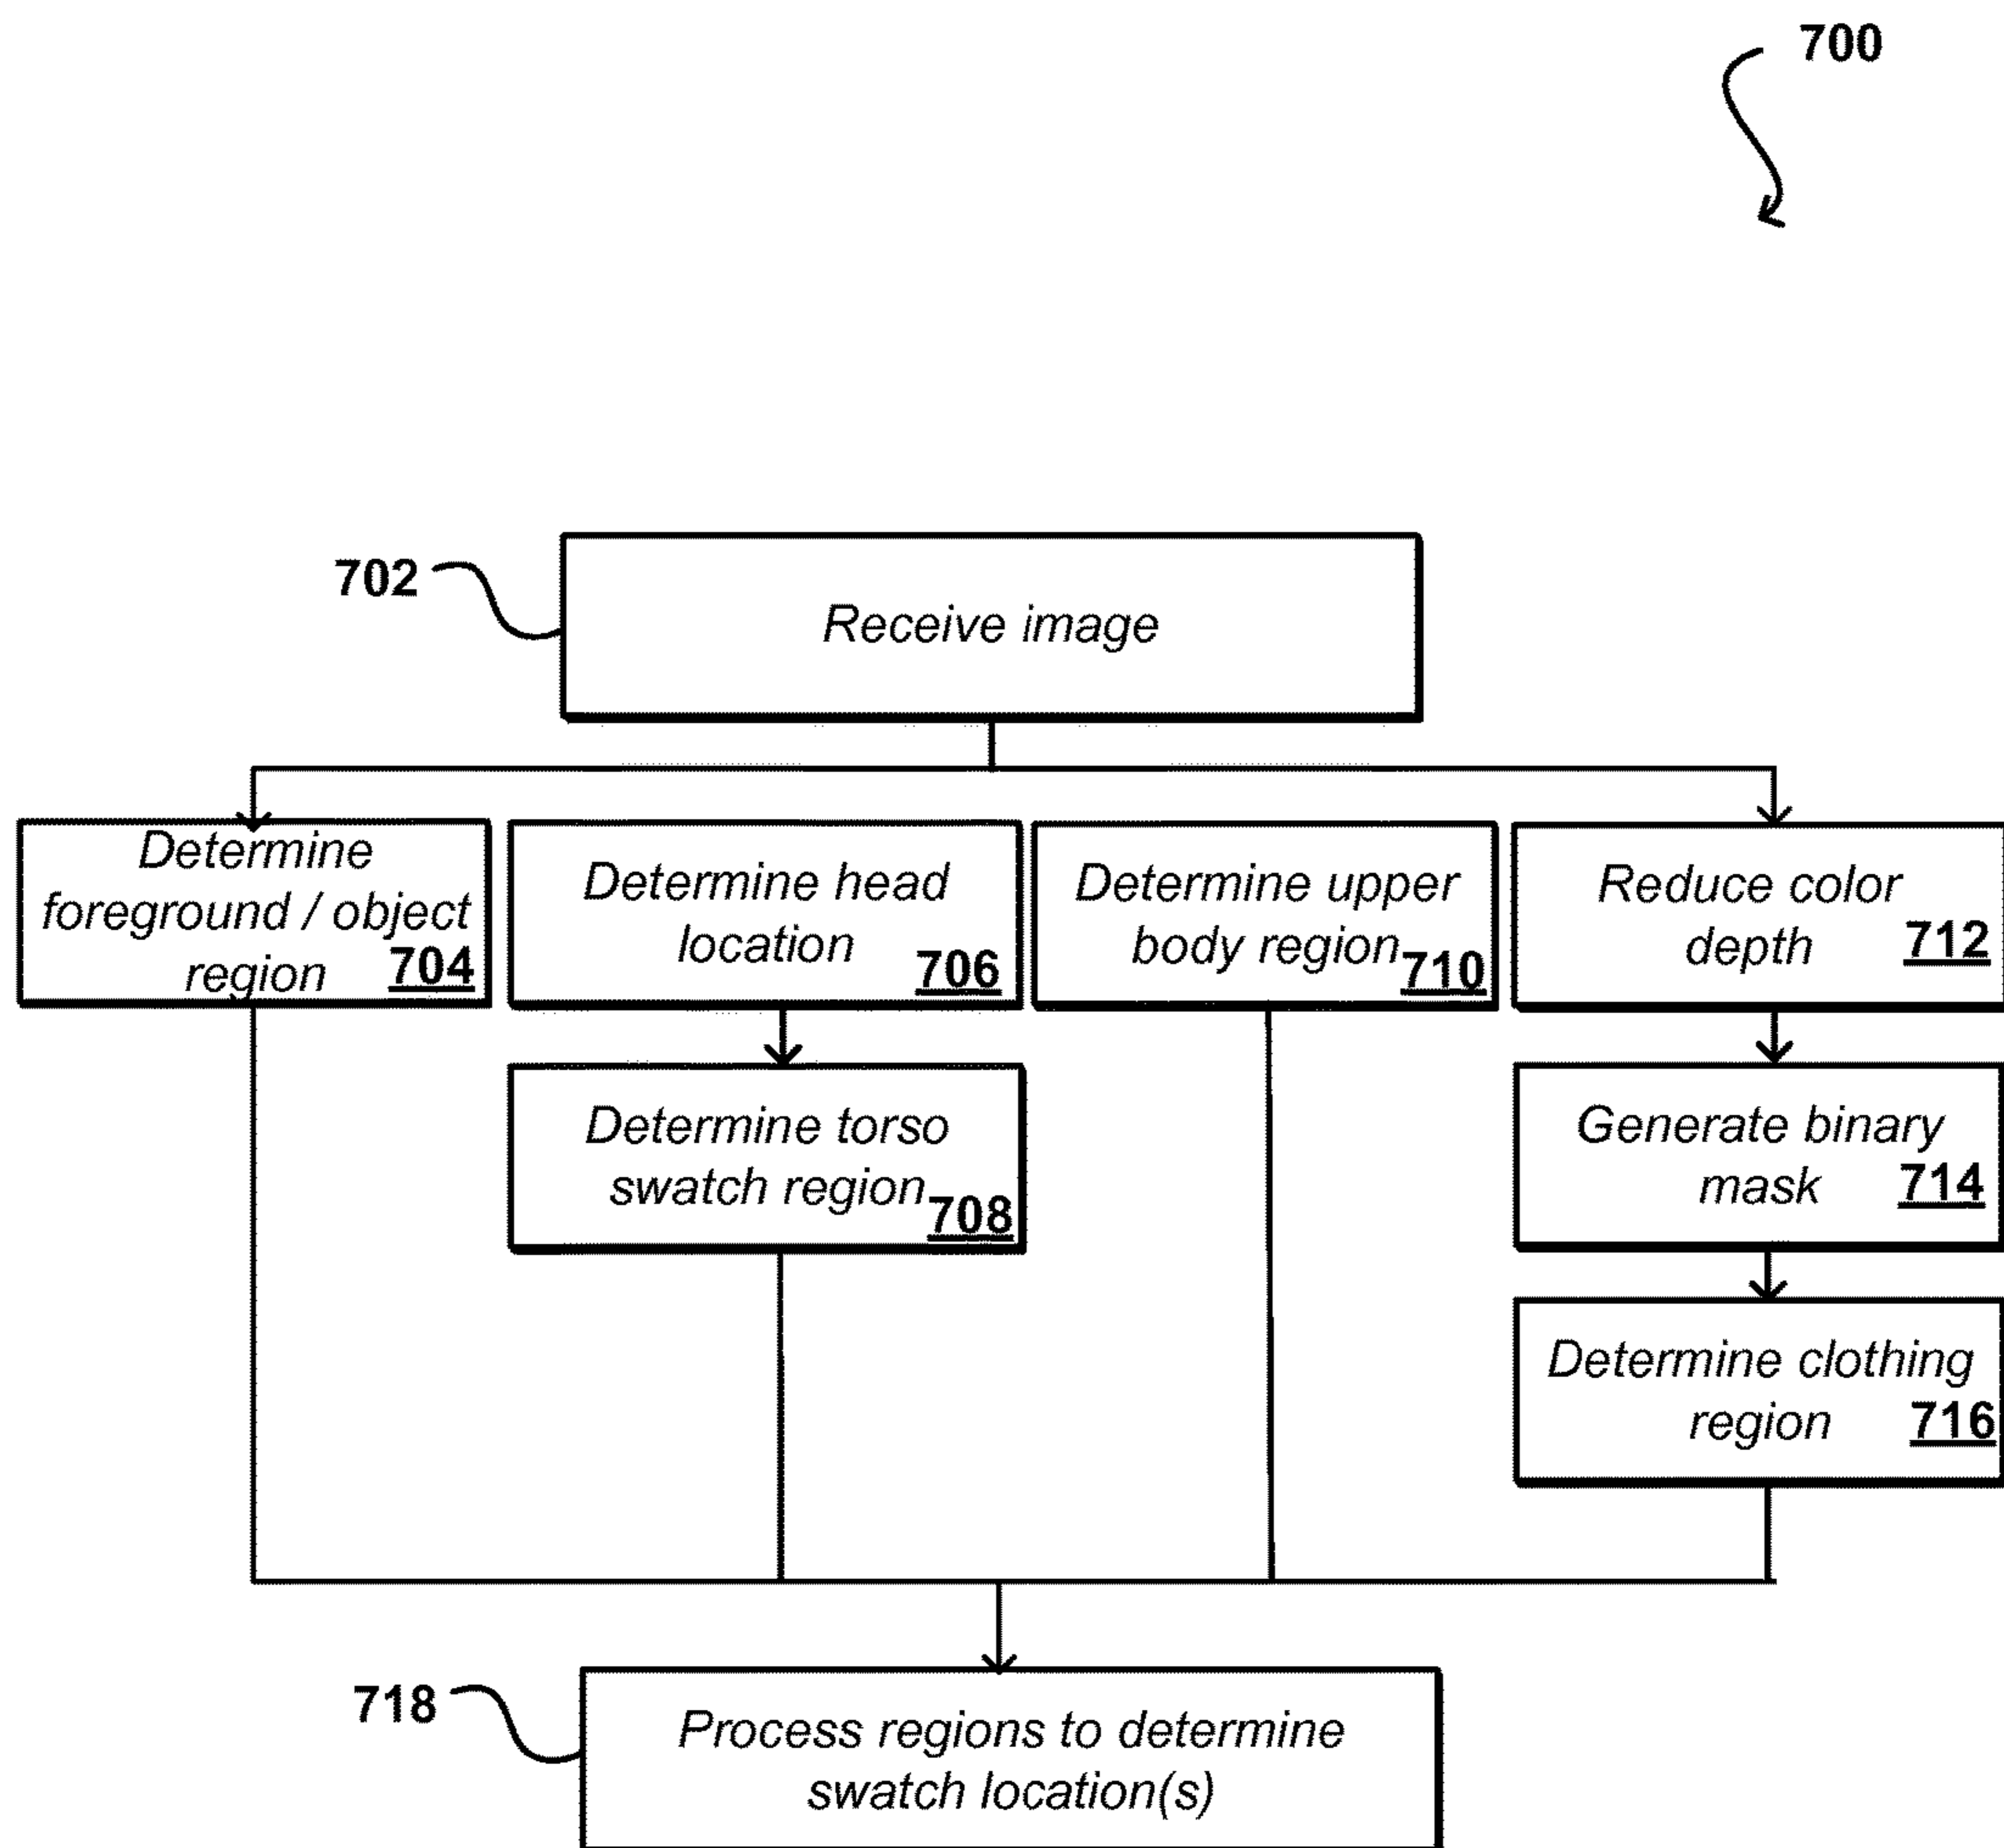 700
702
Receive image
Determine
foreground / object
region 704
Determine head
location 706
Determine upper
body region 710
Reduce color
depth 712
Determine torso
swatch region 708
Generate binary
mask 714
Determine clothing
region 716
718
Process regions to determine
swatch location(s)